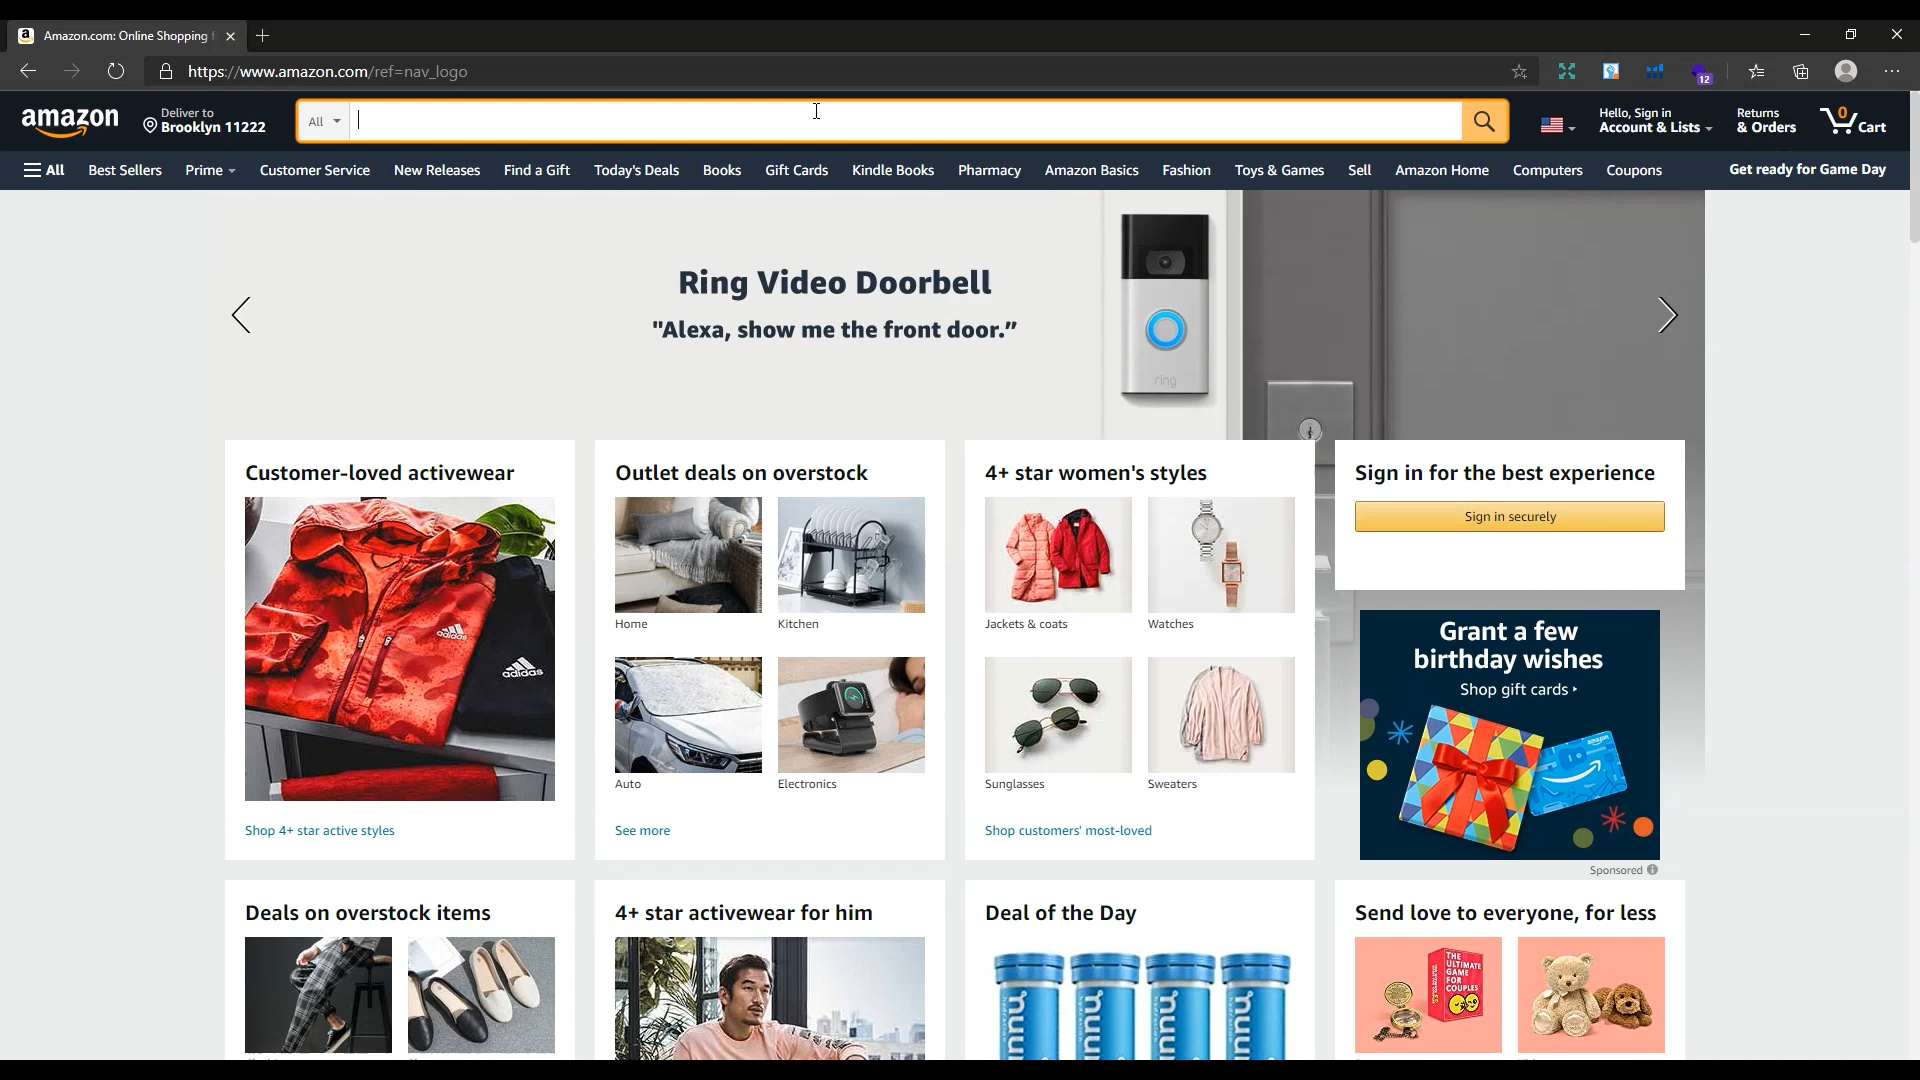 Amazon.com: Online Shopping f
https://www.amazon.com/ref=nav_logo
12
amazon
Deliver to
Brooklyn 11222
All
Hello, Sign in
Account & Lists
Returns
& Orders
0
Cart
All
Best Sellers
Prime
Customer Service
New Releases
Find a Gift
Today's Deals
Books
Gift Cards
Kindle Books
Pharmacy
Amazon Basics
Fashion
Toys & Games
Sell
Amazon Home
Computers
Coupons
Get ready for Game Day
Ring Video Doorbell
"Alexa, show me the front door.”
ring
Customer-loved activewear
adidas
adidas
Shop 4+ star active styles
Outlet deals on overstock
Home
Kitchen
Auto
Electronics
See more
4+ star women's styles
Jackets & coats
Watches
Sunglasses
Sweaters
Shop customers' most-loved
Sign in for the best experience
Sign in securely
Grant a few
birthday wishes
Shop gift cards
amazon
Sponsored
Deals on overstock items
4+ star activewear for him
Deal of the Day
nuun
nuun
nuun
nuun
Send love to everyone, for less
THE
ULTIMATE
GAME
FOR
COUPLES